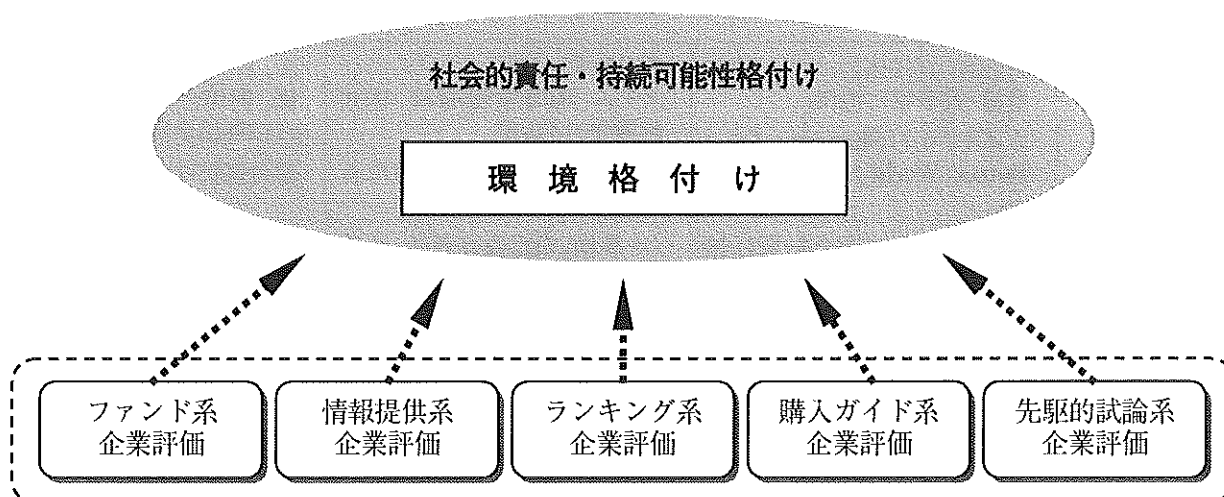 社会的責任・持続可能性格付け
環境格付け
ファンド系
企業評価
情報提供系
企業評価
ランキング系
企業評価
購入ガイド系
企業評価
先駆的試論系
企業評価